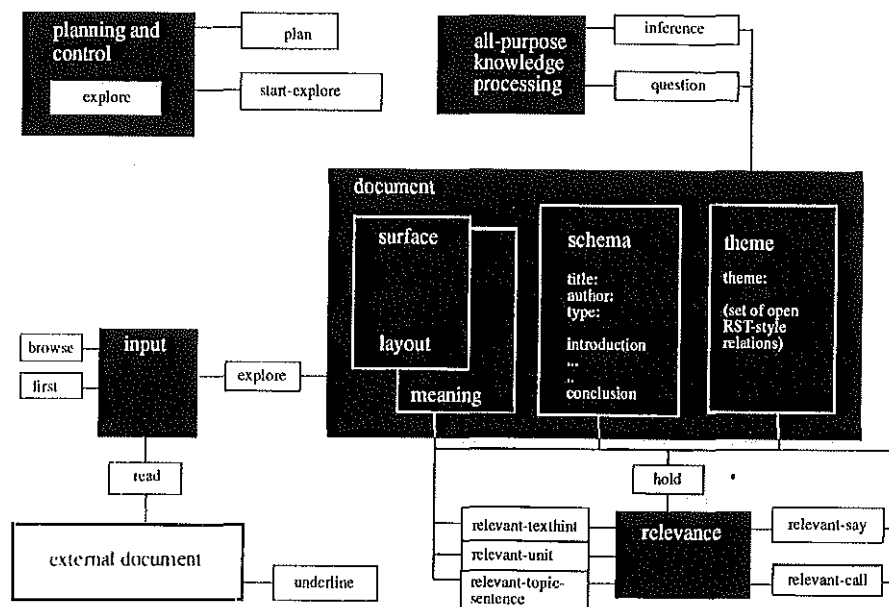 planning and
control
explore
plan
start-explore
all-purpose
knowledge
processing
inference
question
document
surface
layout
meaning
schema
title:
author:
type:
introduction
...
..
conclusion
theme
theme:
(set of open
RST-style
relations)
browse
first
input
explore
read
external document
underline
hold
relevant-texthint
relevant-unit
relevant-topic-
sentence
relevance
relevant-say
relevant-call